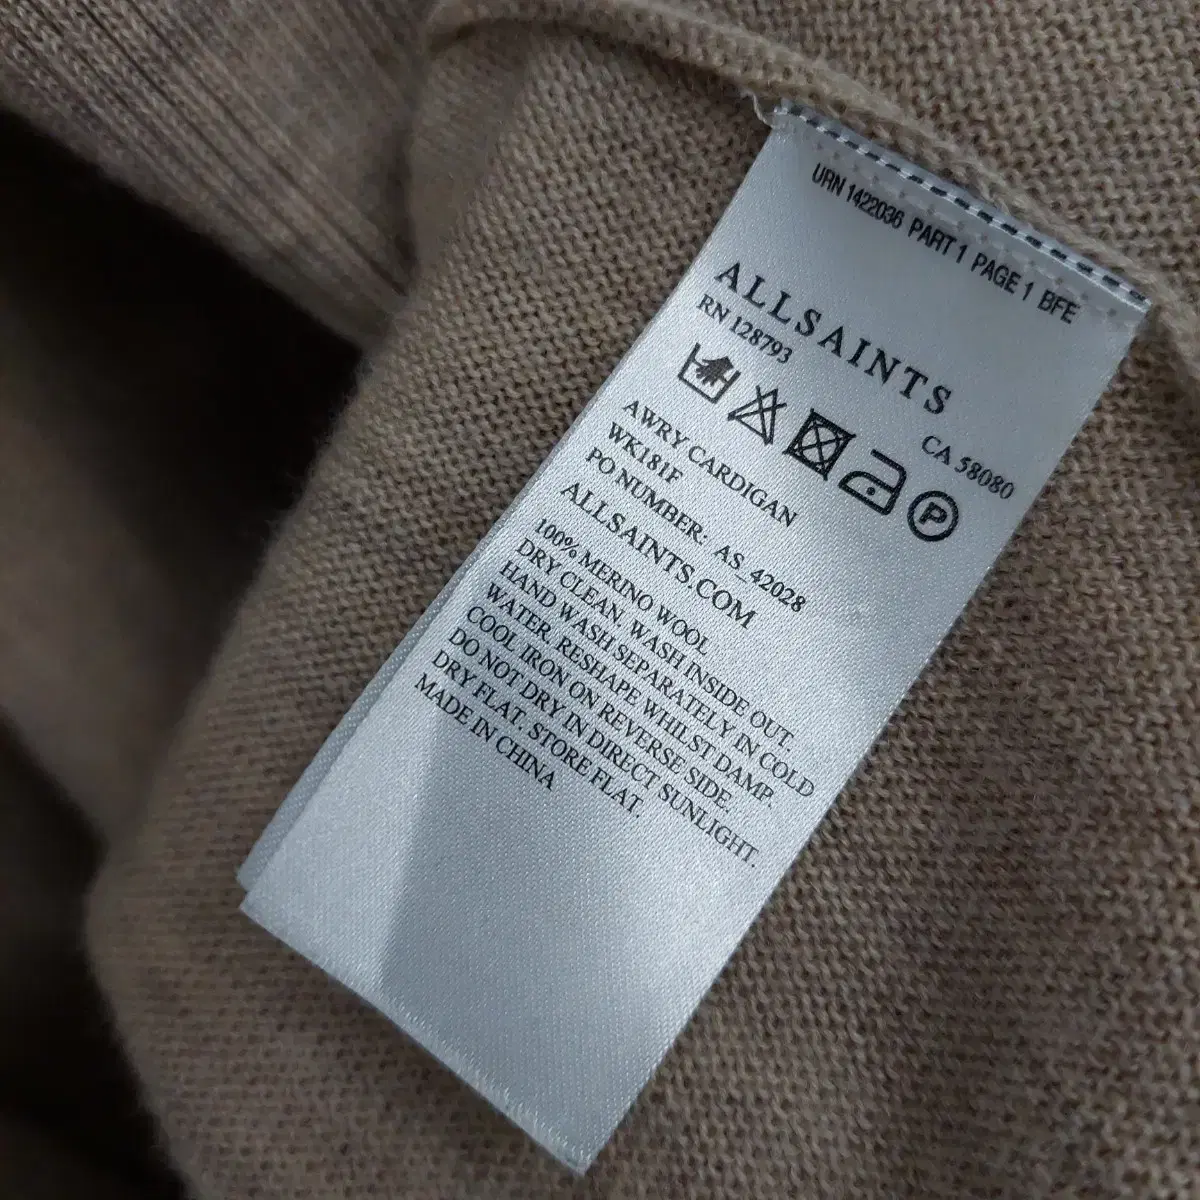 URN 1422036 PART 1 PAGE 1 BFE
ALLSAINTS
RN 128793 CA 58080
P
AWRY CARDIGAN
WK181F
PO NUMBER: AS_42028
ALLSAINTS.COM
100% MERINO WOOL
DRY CLEAN. WASH INSIDE OUT.
HAND WASH SEPARATELY IN COLD
WATER. RESHAPE WHILST DAMP.
COOL IRON ON REVERSE SIDE.
DO NOT DRY IN DIRECT SUNLIGHT.
DRY FLAT. STORE FLAT.
MADE IN CHINA